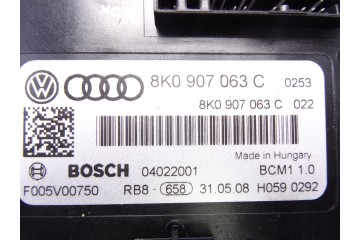 8K0 907 063 C 0253
8K0 907 063 C 022
Made in Hungary
BOSCH 04022001 BCM1 1.0
F005V00750 RB8- 658 31.05.08 H059 0292